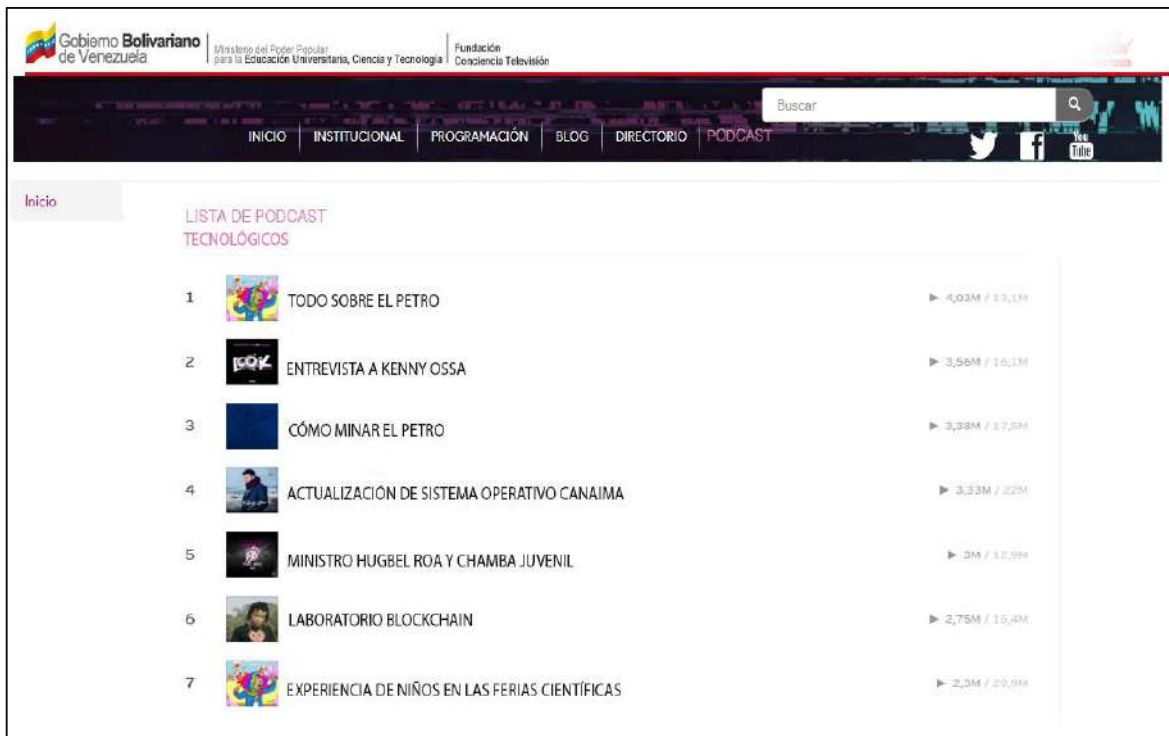 Gobierno Bolivariano
de Venezuela
Ministerio del Poder Popular
para la Educación Universitaria, Ciencia y Tecnología
Fundación
Conciencia Televisión
Buscar
INICIO INSTITUCIONAL PROGRAMACIÓN BLOG DIRECTORIO PODCAST
You
Tube
Inicio
LISTA DE PODCAST
TECNOLÓGICOS
1 TODO SOBRE EL PETRO 4,03M / 13,1M
2 ENTREVISTA A KENNY OSSA 3,56M / 16,1M
3 CÓMO MINAR EL PETRO 3,38M / 17,5M
4 ACTUALIZACIÓN DE SISTEMA OPERATIVO CANAIMA 3,33M / 22M
5 MINISTRO HUGBEL ROA Y CHAMBA JUVENIL 3M / 12,9M
6 LABORATORIO BLOCKCHAIN 2,75M / 15,4M
7 EXPERIENCIA DE NIÑOS EN LAS FERIAS CIENTÍFICAS 2,3M / 29,9M